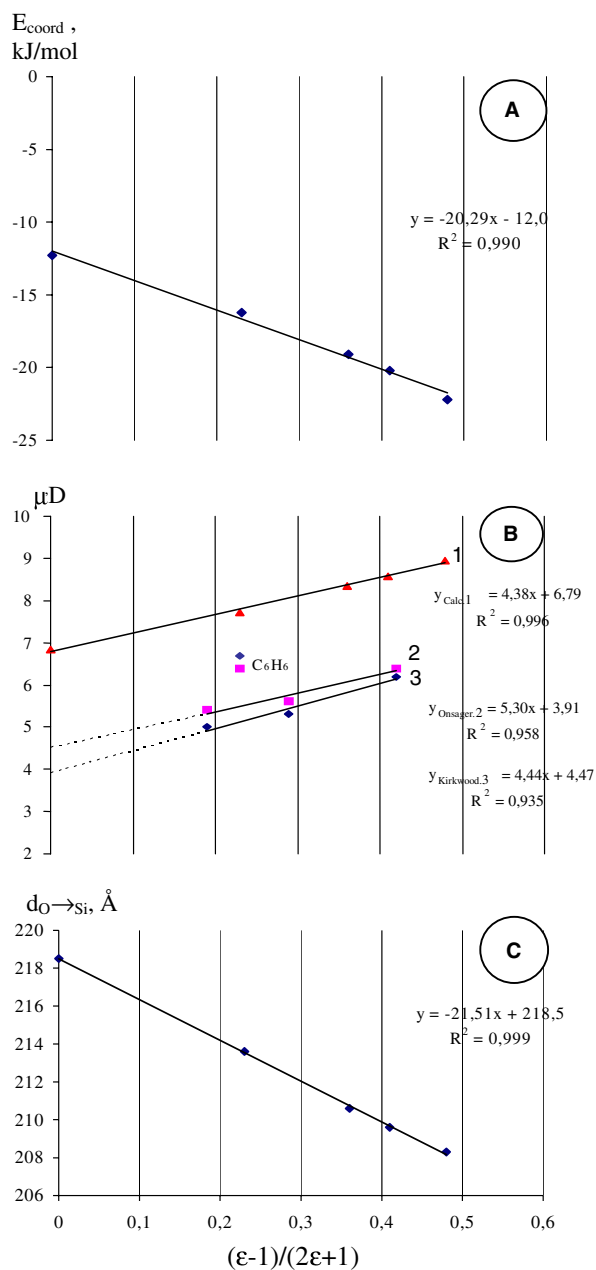 E_coord ,
kJ/mol
0
-5
-10
-15
-20
-25
A
y = -20,29x - 12,0
R² = 0,990
μD
10
9
8
7
6
5
4
3
2
B
1
y_Calc.1 = 4,38x + 6,79
R² = 0,996
C₆H₆
2
3
y_Onsager.2 = 5,30x + 3,91
R² = 0,958
y_Kirkwood.3 = 4,44x + 4,47
R² = 0,935
d_O→Si, Å
220
218
216
214
212
210
208
206
C
y = -21,51x + 218,5
R² = 0,999
0 0,1 0,2 0,3 0,4 0,5 0,6
(ε-1)/(2ε+1)